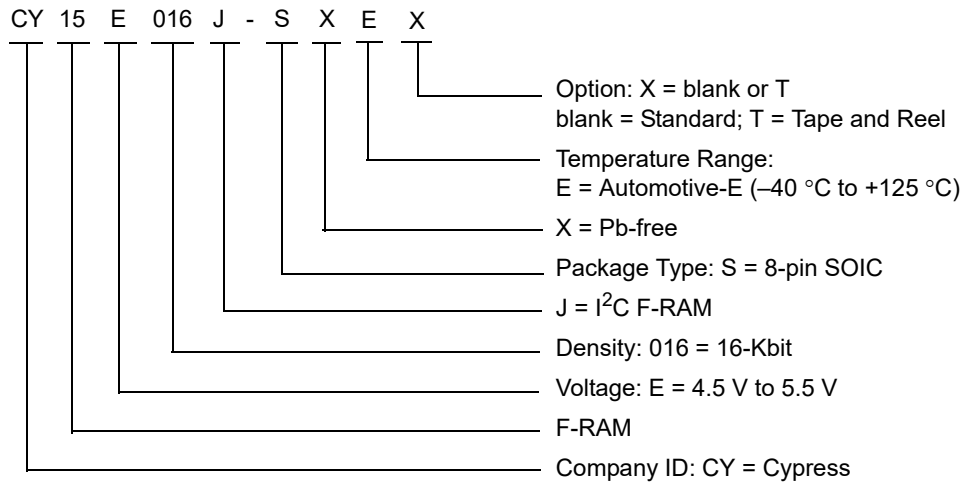 CY 15 E 016 J - S X E X
Option: X = blank or T
blank = Standard; T = Tape and Reel
Temperature Range:
E = Automotive-E (–40 °C to +125 °C)
X = Pb-free
Package Type: S = 8-pin SOIC
J = I²C F-RAM
Density: 016 = 16-Kbit
Voltage: E = 4.5 V to 5.5 V
F-RAM
Company ID: CY = Cypress